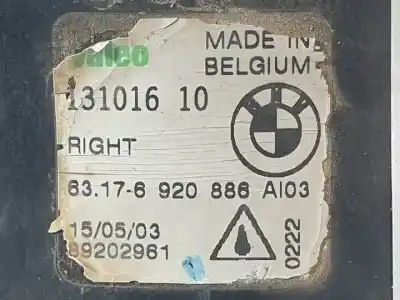 Valeo
MADE IN
BELGIUM
131016 10
RIGHT
63.17-6 920 886 AI03
15/05/03
89202961
0222